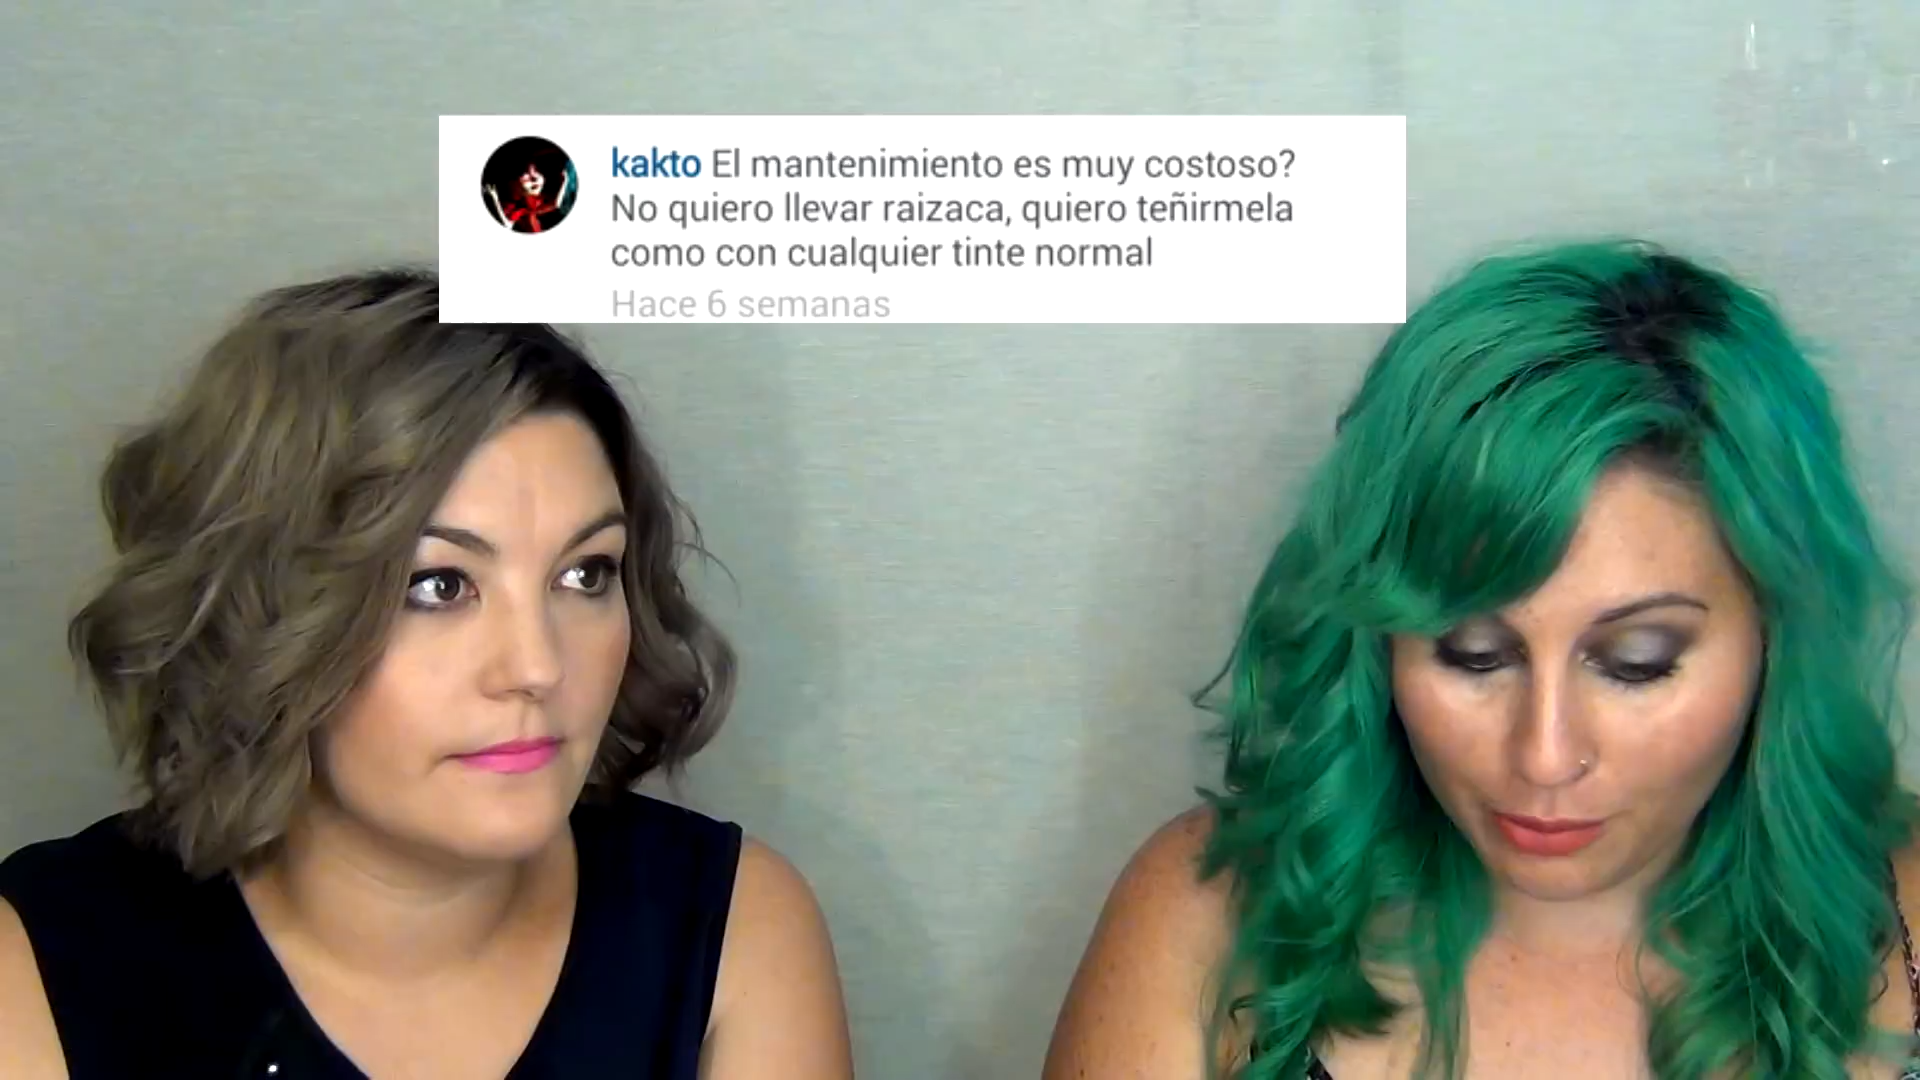 kakto El mantenimiento es muy costoso?
No quiero llevar raizaca, quiero teñirmela
como con cualquier tinte normal
Hace 6 semanas